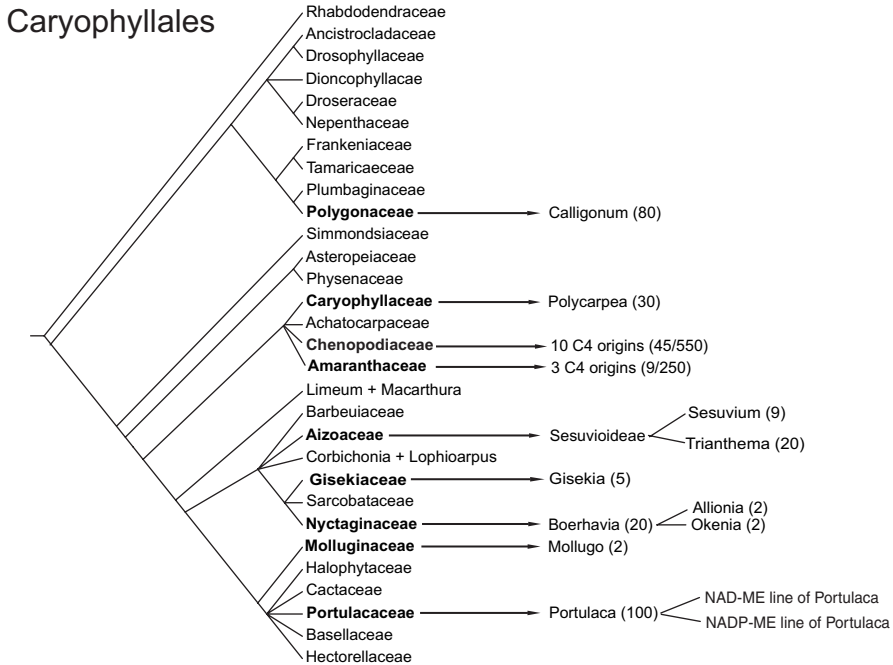 Caryophyllales
Rhabdodendraceae
Ancistrocladaceae
Drosophyllaceae
Dioncophyllacae
Droseraceae
Nepenthaceae
Frankeniaceae
Tamaricaeceae
Plumbaginaceae
Polygonaceae Calligonum (80)
Simmondsiaceae
Asteropeiaceae
Physenaceae
Caryophyllaceae Polycarpea (30)
Achatocarpaceae
Chenopodiaceae 10 C4 origins (45/550)
Amaranthaceae 3 C4 origins (9/250)
Limeum + Macarthura
Barbeuiaceae
Sesuvium (9)
Aizoaceae Sesuvioideae
Trianthema (20)
Corbichonia + Lophioarpus
Gisekiaceae Gisekia (5)
Sarcobataceae
Allionia (2)
Nyctaginaceae Boerhavia (20) Okenia (2)
Molluginaceae Mollugo (2)
Halophytaceae
Cactaceae
NAD-ME line of Portulaca
Portulacaceae Portulaca (100)
NADP-ME line of Portulaca
Basellaceae
Hectorellaceae